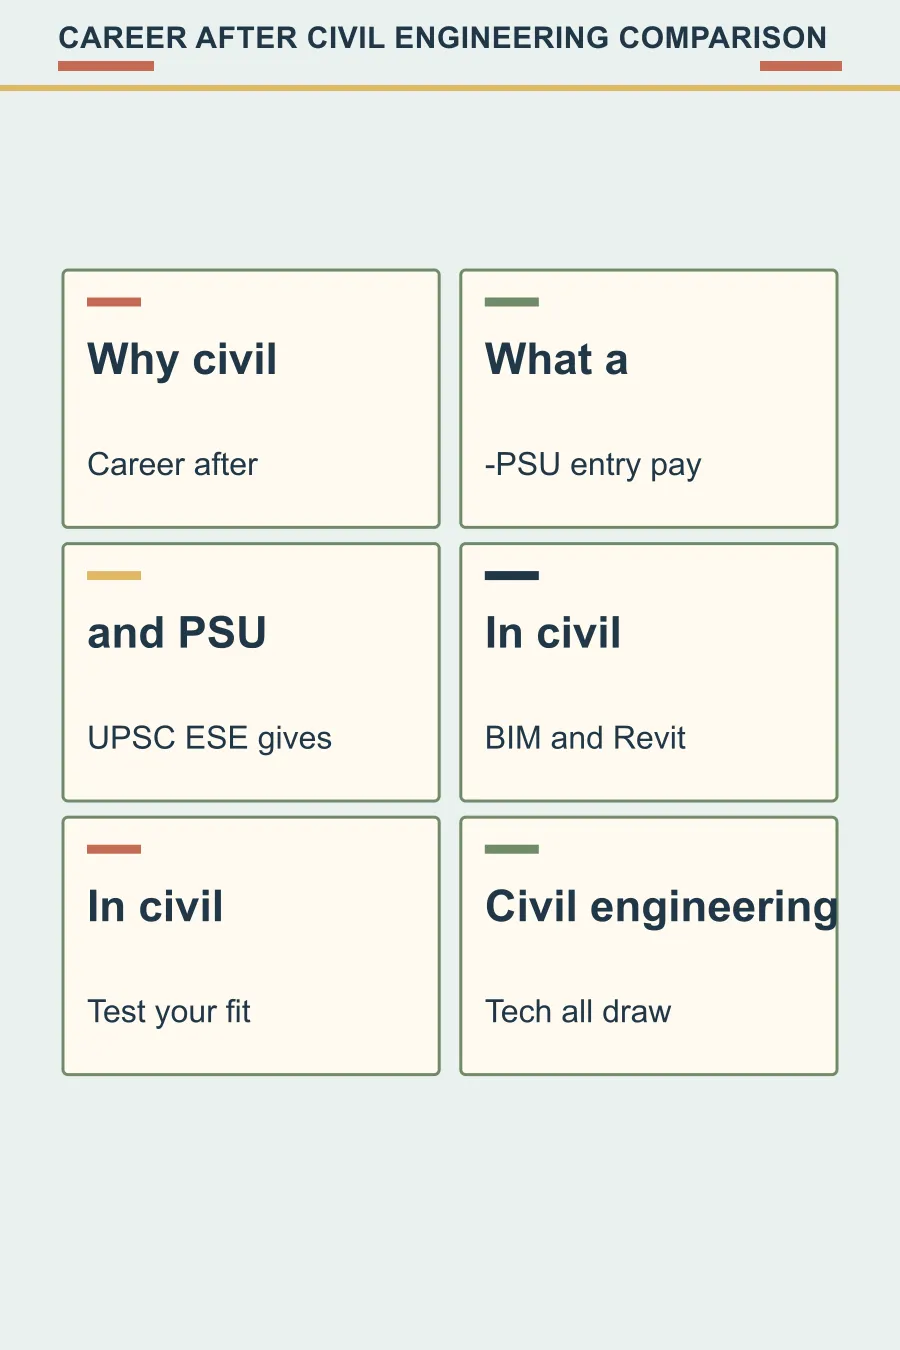 CAREER AFTER CIVIL ENGINEERING COMPARISON
Why civil
Career after
What a
-PSU entry pay
and PSU
UPSC ESE gives
In civil
BIM and Revit
In civil
Test your fit
Civil engineering
Tech all draw